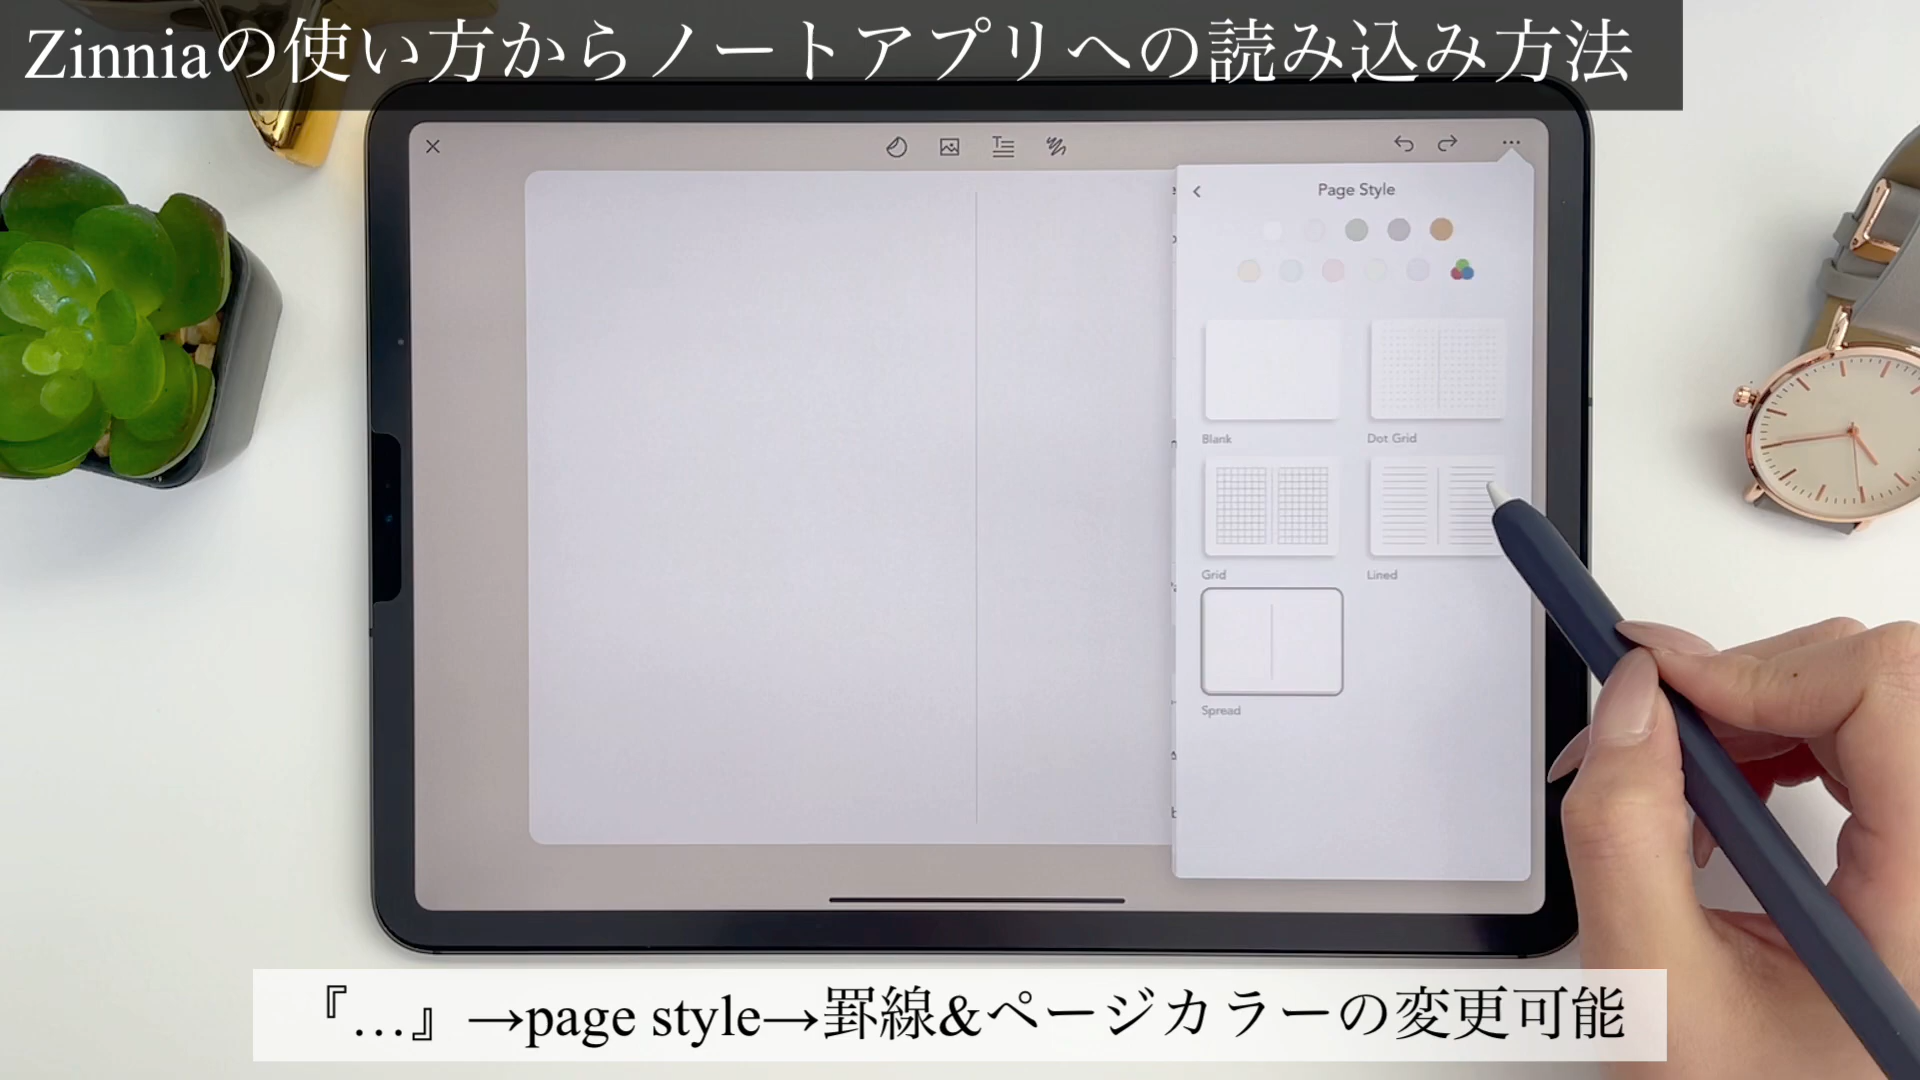 Zinniaの使い方からノートアプリへの読み込み方法
Page Style
Blank
Dot Grid
Grid
Lined
Spread
『…』→page style→罫線&ページカラーの変更可能